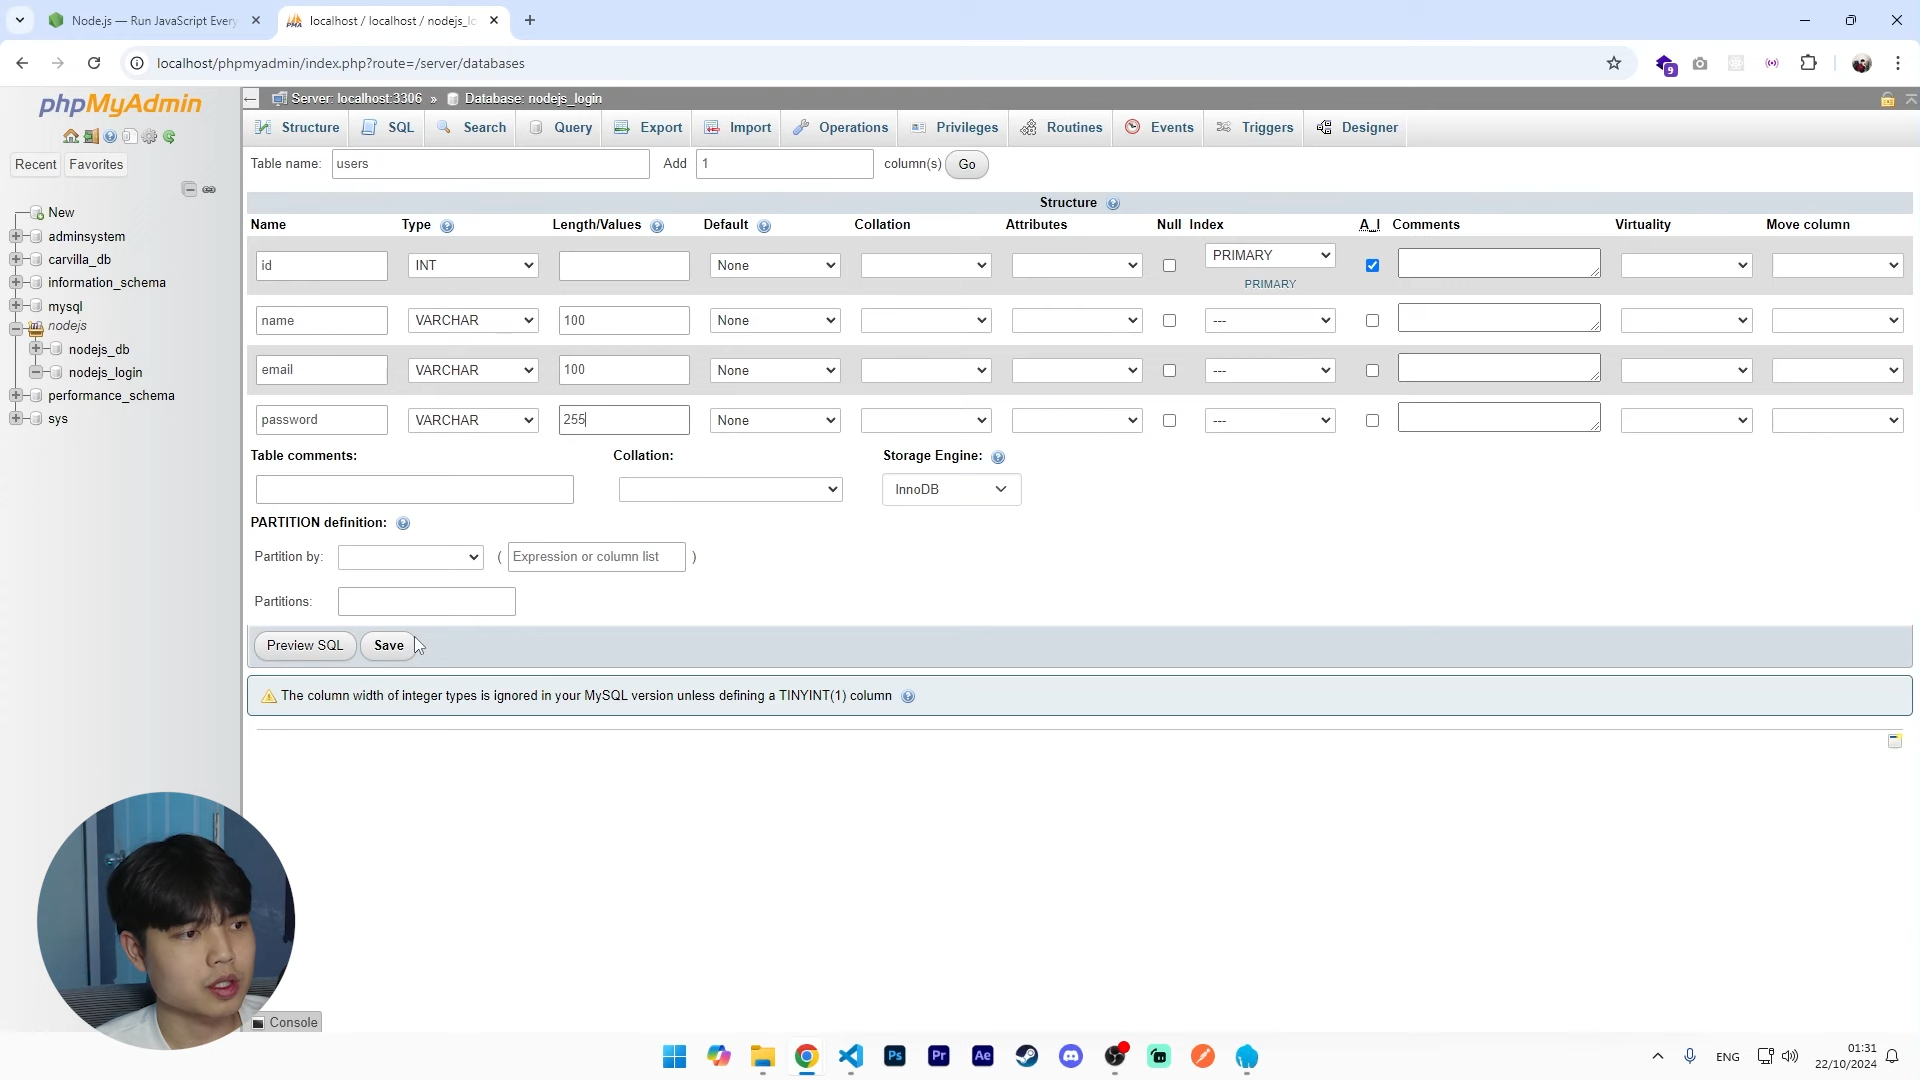 Node.js — Run JavaScript Every
localhost / localhost / nodejs_lo
localhost/phpmyadmin/index.php?route=/server/databases
9
phpMyAdmin
Recent
Favorites
New
adminsystem
carvilla_db
information_schema
mysql
nodejs
nodejs_db
nodejs_login
performance_schema
sys
Server: localhost:3306 » Database: nodejs_login
Structure SQL Search Query Export Import Operations Privileges Routines Events Triggers Designer
Table name: users Add 1 column(s) Go
Structure
Name Type Length/Values Default Collation Attributes Null Index A_I Comments Virtuality Move column
id INT None PRIMARY
PRIMARY
name VARCHAR 100 None ---
email VARCHAR 100 None ---
password VARCHAR 255 None ---
Table comments: Collation: Storage Engine:
InnoDB
PARTITION definition:
Partition by: ( Expression or column list )
Partitions:
Preview SQL Save
The column width of integer types is ignored in your MySQL version unless defining a TINYINT(1) column
Console
Ps Pr Ae
ENG
01:31
22/10/2024